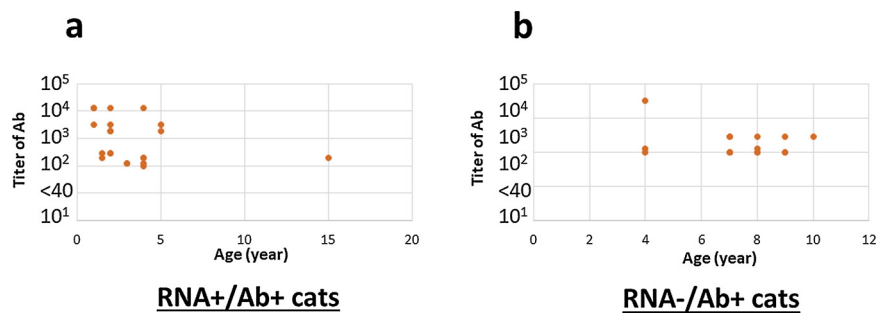 a
10⁵
10⁴
10³
10²
<40
10¹
Titer of Ab
0 5 10 15 20
Age (year)
RNA+/Ab+ cats
b
10⁵
10⁴
10³
10²
<40
10¹
Titer of Ab
0 2 4 6 8 10 12
Age (year)
RNA-/Ab+ cats